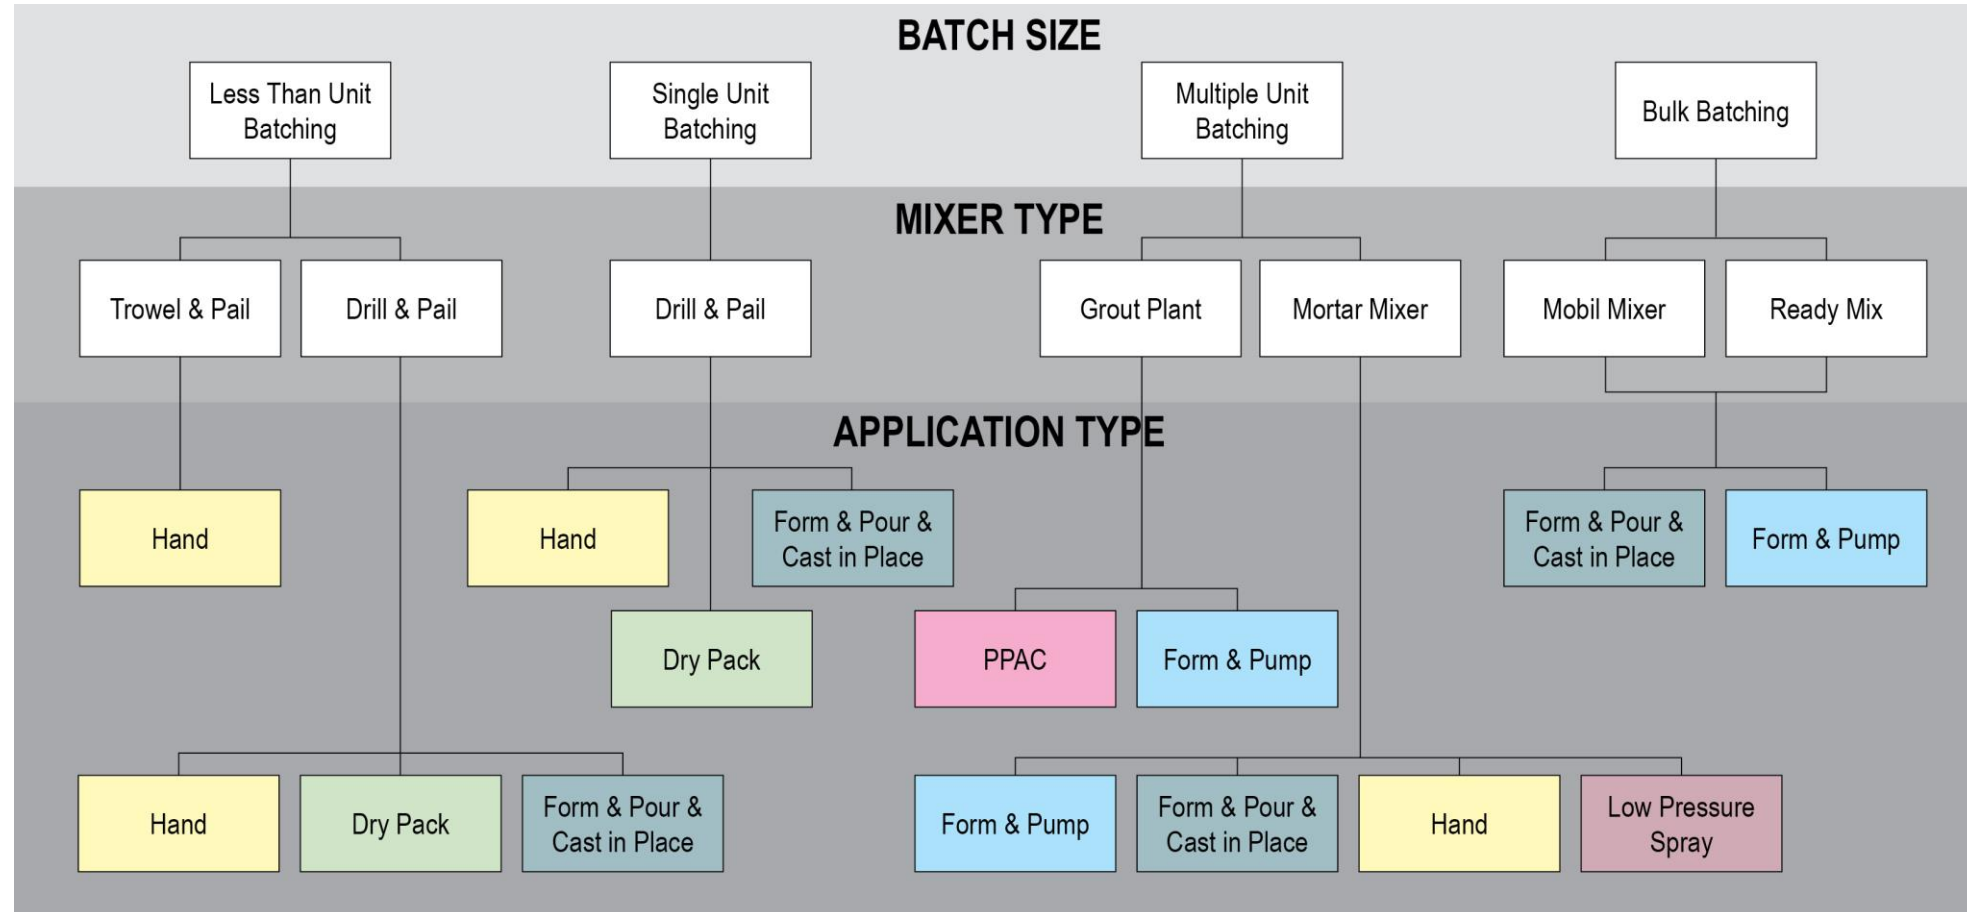 BATCH SIZE
Less Than Unit
Batching
Single Unit
Batching
Multiple Unit
Batching
Bulk Batching
MIXER TYPE
Trowel & Pail
Drill & Pail
Drill & Pail
Grout Plant
Mortar Mixer
Mobil Mixer
Ready Mix
APPLICATION TYPE
Hand
Hand
Form & Pour &
Cast in Place
Form & Pour &
Cast in Place
Form & Pump
Dry Pack
PPAC
Form & Pump
Hand
Dry Pack
Form & Pour &
Cast in Place
Form & Pump
Form & Pour &
Cast in Place
Hand
Low Pressure
Spray